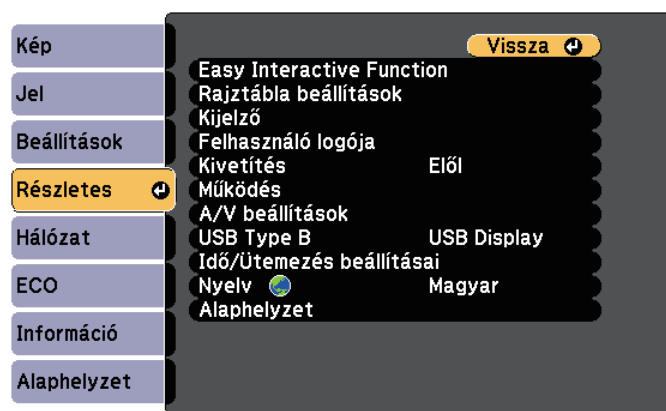 Kép
Jel
Beállítások
Részletes
Hálózat
ECO
Információ
Alaphelyzet
Vissza
Easy Interactive Function
Rajztábla beállítások
Kijelző
Felhasználó logója
Kivetítés Elől
Működés
A/V beállítások
USB Type B USB Display
Idő/Ütemezés beállításai
Nyelv Magyar
Alaphelyzet